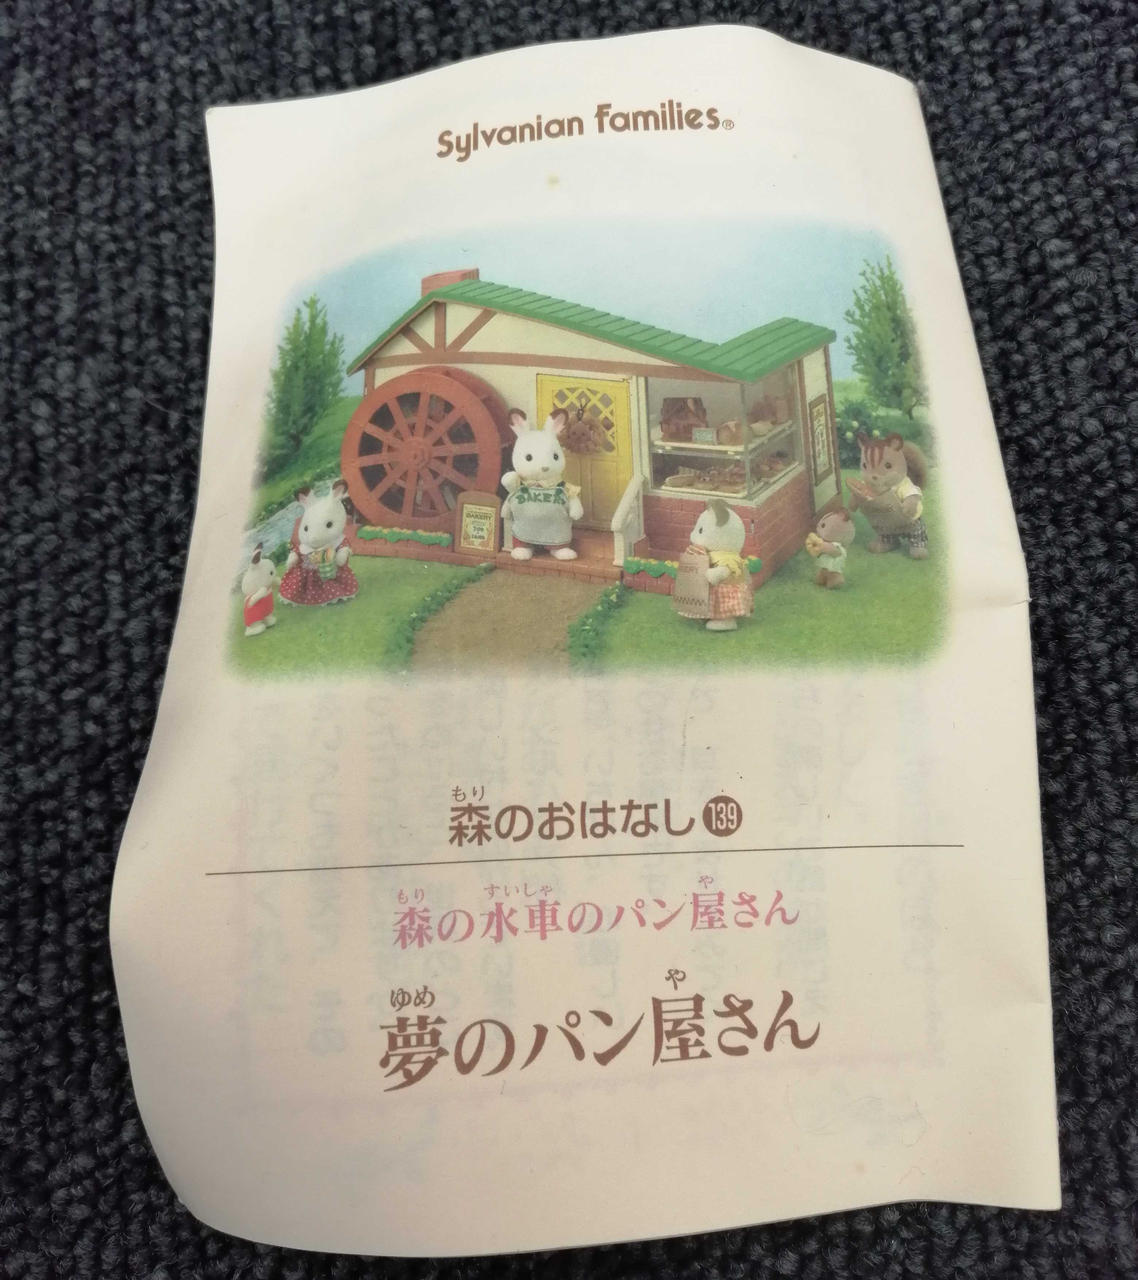 Sylvanian Families®
BAKERY
BAKERY
もり
森のおはなし139
もり すいしゃ や
森の水車のパン屋さん
ゆめ や
夢のパン屋さん